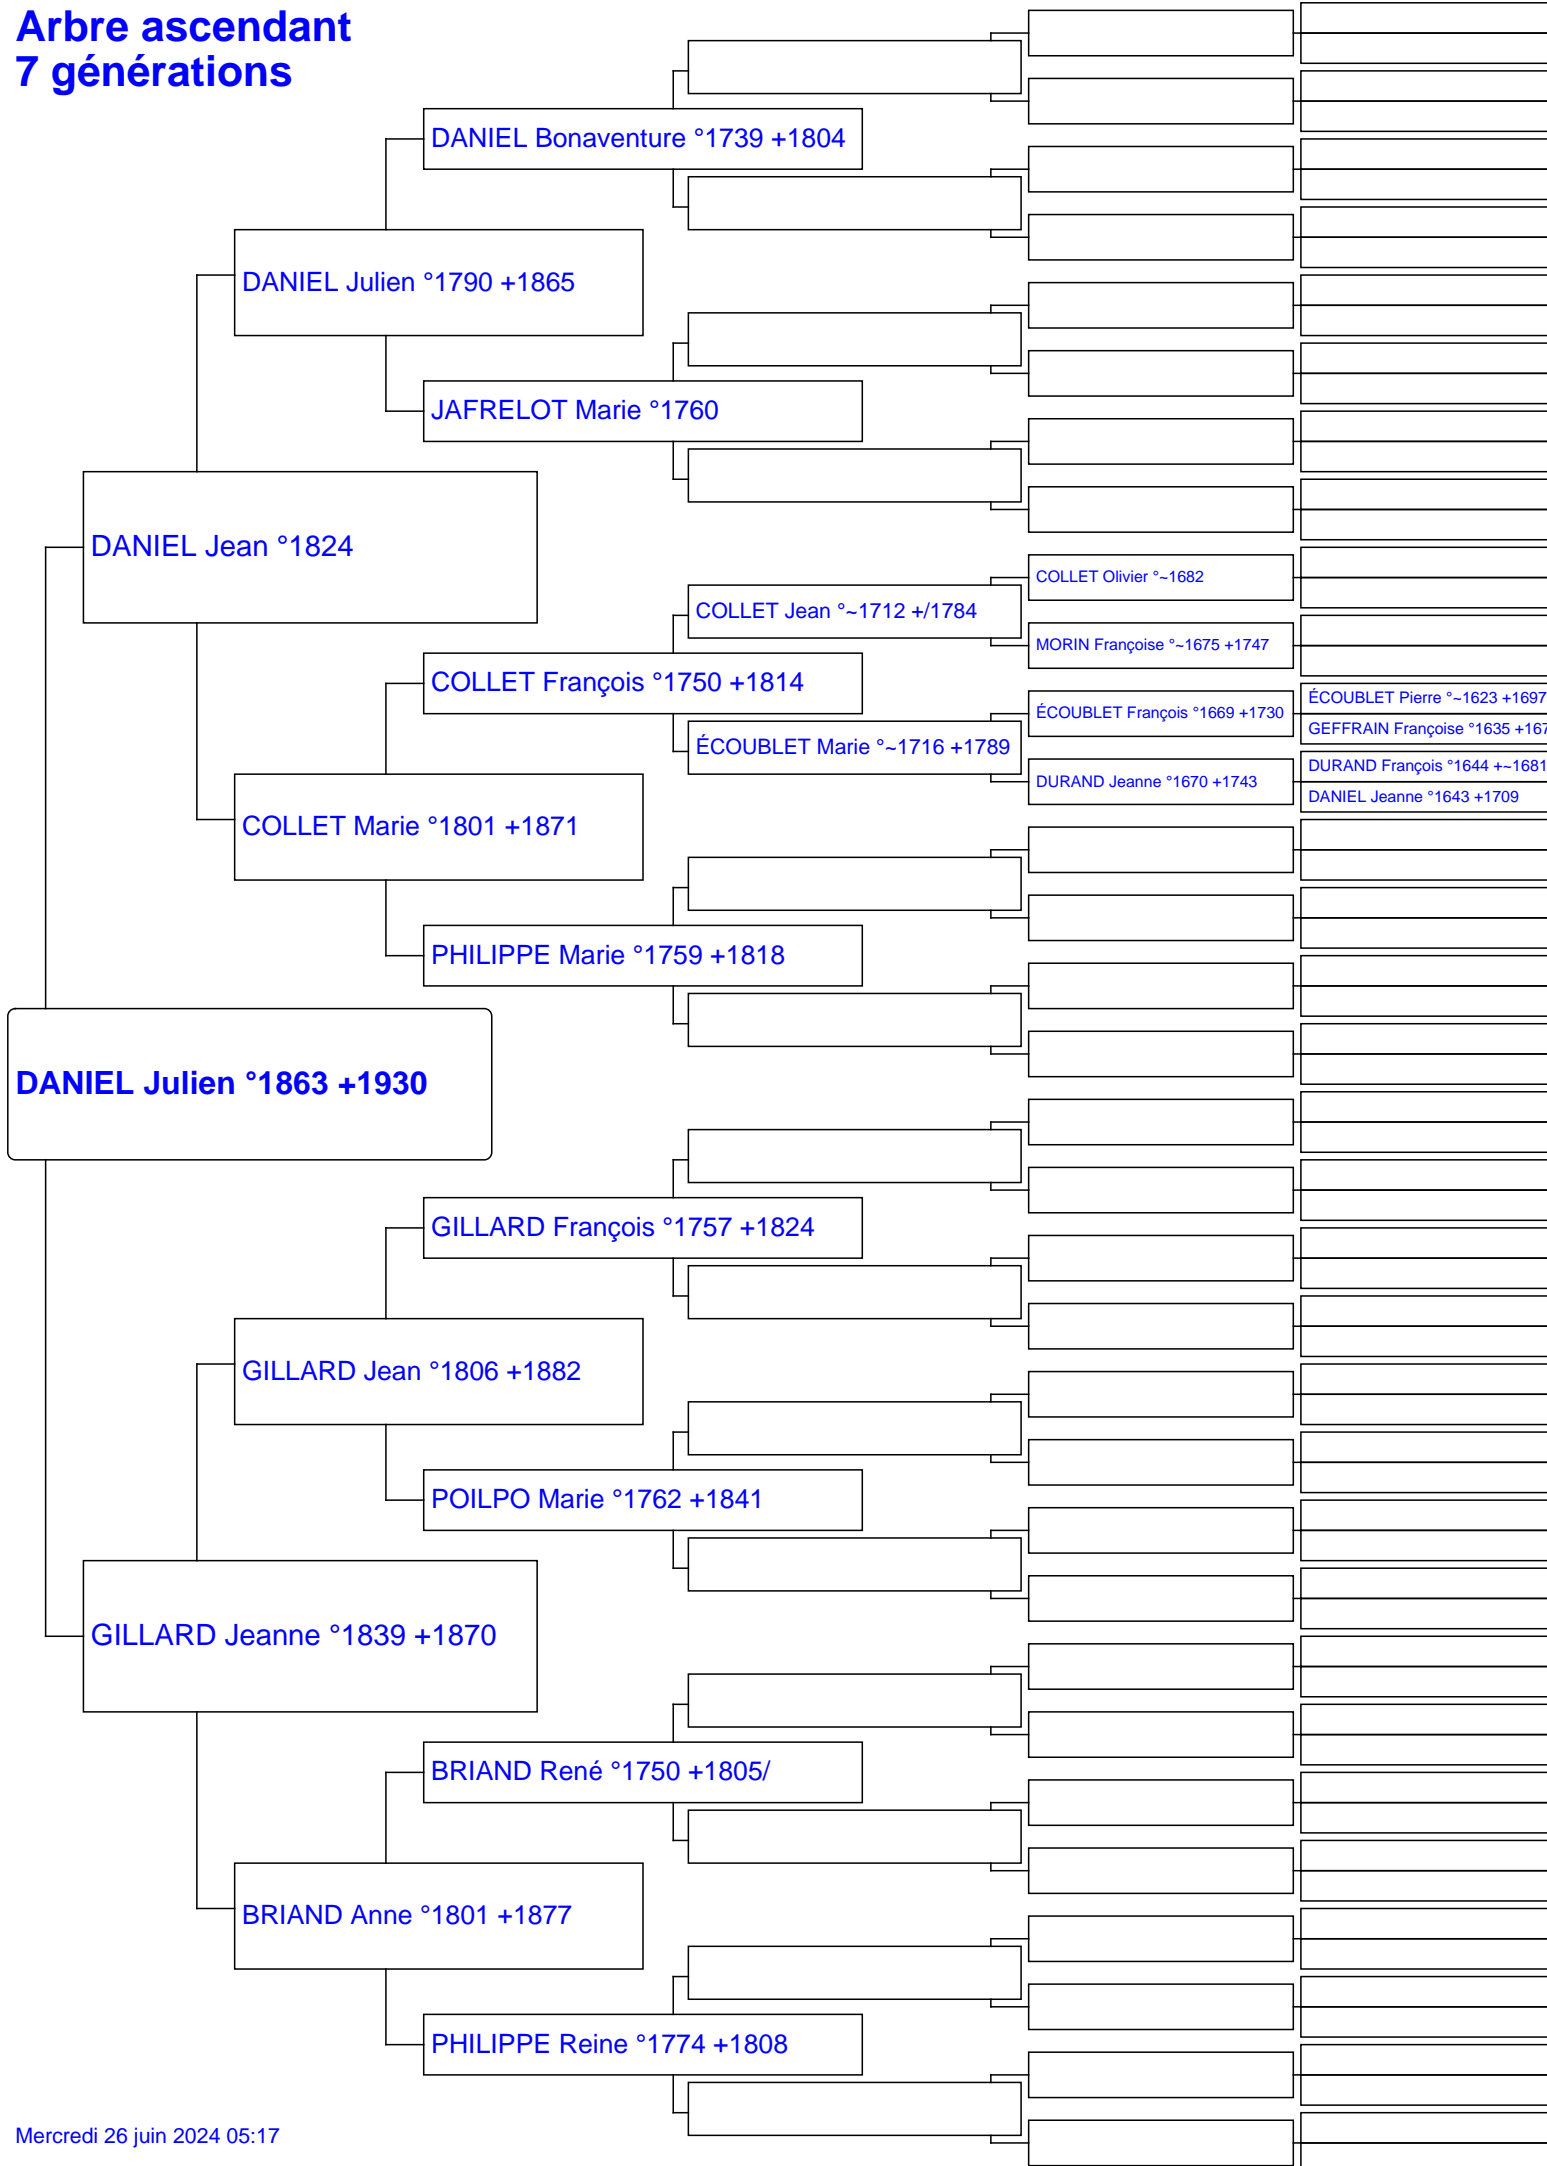 Arbre ascendant
7 générations
DANIEL Bonaventure °1739 +1804
DANIEL Julien °1790 +1865
JAFRELOT Marie °1760
DANIEL Jean °1824
COLLET Olivier °~1682
COLLET Jean °~1712 +/1784
MORIN Françoise °~1675 +1747
COLLET François °1750 +1814
ÉCOUBLET Pierre °~1623 +1697
ÉCOUBLET François °1669 +1730
GEFFRAIN Françoise °1635 +167
ÉCOUBLET Marie °~1716 +1789
DURAND François °1644 +~1681
DURAND Jeanne °1670 +1743
DANIEL Jeanne °1643 +1709
COLLET Marie °1801 +1871
PHILIPPE Marie °1759 +1818
DANIEL Julien °1863 +1930
GILLARD François °1757 +1824
GILLARD Jean °1806 +1882
POILPO Marie °1762 +1841
GILLARD Jeanne °1839 +1870
BRIAND René °1750 +1805/
BRIAND Anne °1801 +1877
PHILIPPE Reine °1774 +1808
Mercredi 26 juin 2024 05:17